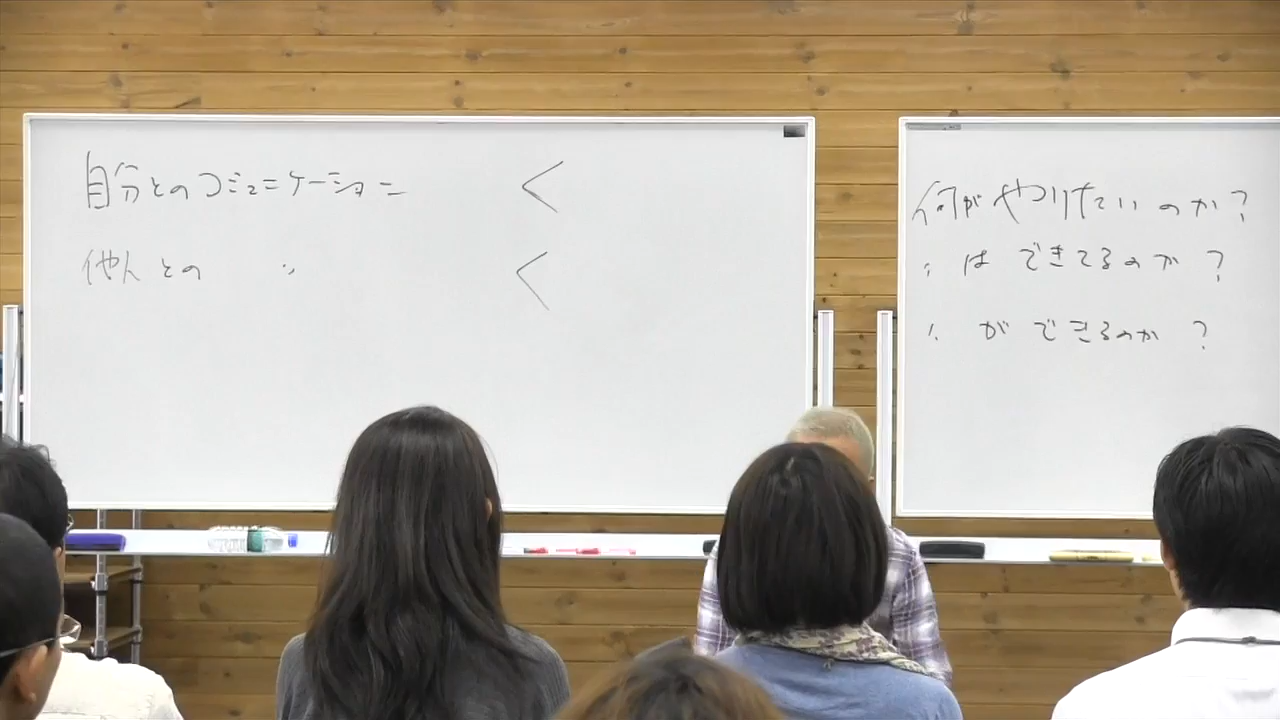 自分とのコミュニケーション <
他人との 〃 <
何がやりたいのか?
〃 はできてるのか?
〃 ができるのか?